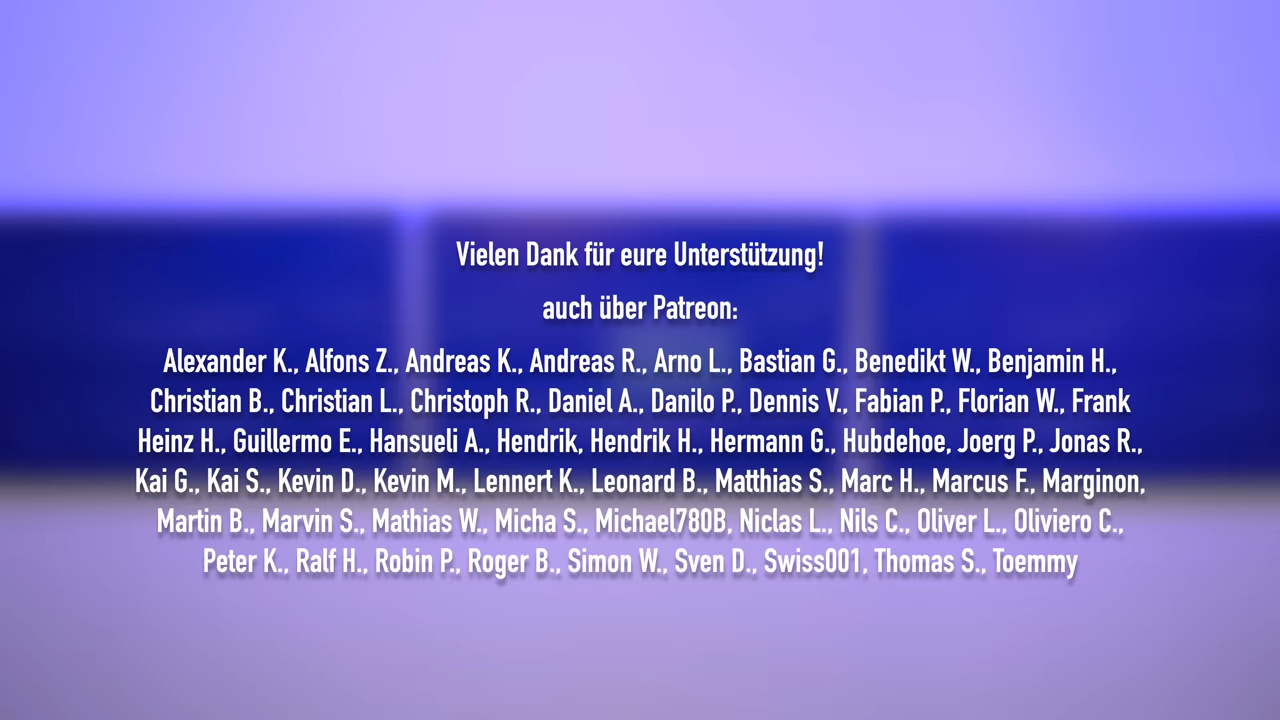 Vielen Dank für eure Unterstützung!
auch über Patreon:
Alexander K., Alfons Z., Andreas K., Andreas R., Arno L., Bastian G., Benedikt W., Benjamin H.,
Christian B., Christian L., Christoph R., Daniel A., Danilo P., Dennis V., Fabian P., Florian W., Frank
Heinz H., Guillermo E., Hansueli A., Hendrik, Hendrik H., Hermann G., Hubdehoe, Joerg P., Jonas R.,
Kai G., Kai S., Kevin D., Kevin M., Lennert K., Leonard B., Matthias S., Marc H., Marcus F., Marginon,
Martin B., Marvin S., Mathias W., Micha S., Michael780B, Niclas L., Nils C., Oliver L., Oliviero C.,
Peter K., Ralf H., Robin P., Roger B., Simon W., Sven D., Swiss001, Thomas S., Toemmy